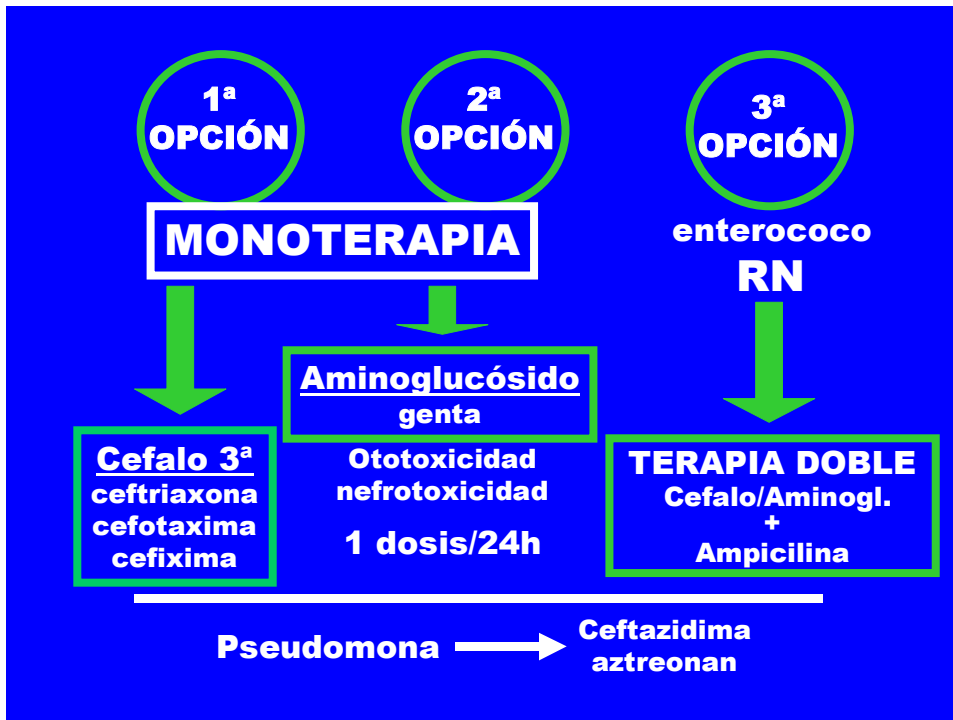 1ª
OPCIÓN
2ª
OPCIÓN
3ª
OPCIÓN
MONOTERAPIA
enterococo
RN
Cefalo 3ª
ceftriaxona
cefotaxima
cefixima
Aminoglucósido
genta
Ototoxicidad
nefrotoxicidad
1 dosis/24h
TERAPIA DOBLE
Cefalo/Aminogl.
+
Ampicilina
Pseudomona
Ceftazidima
aztreonan